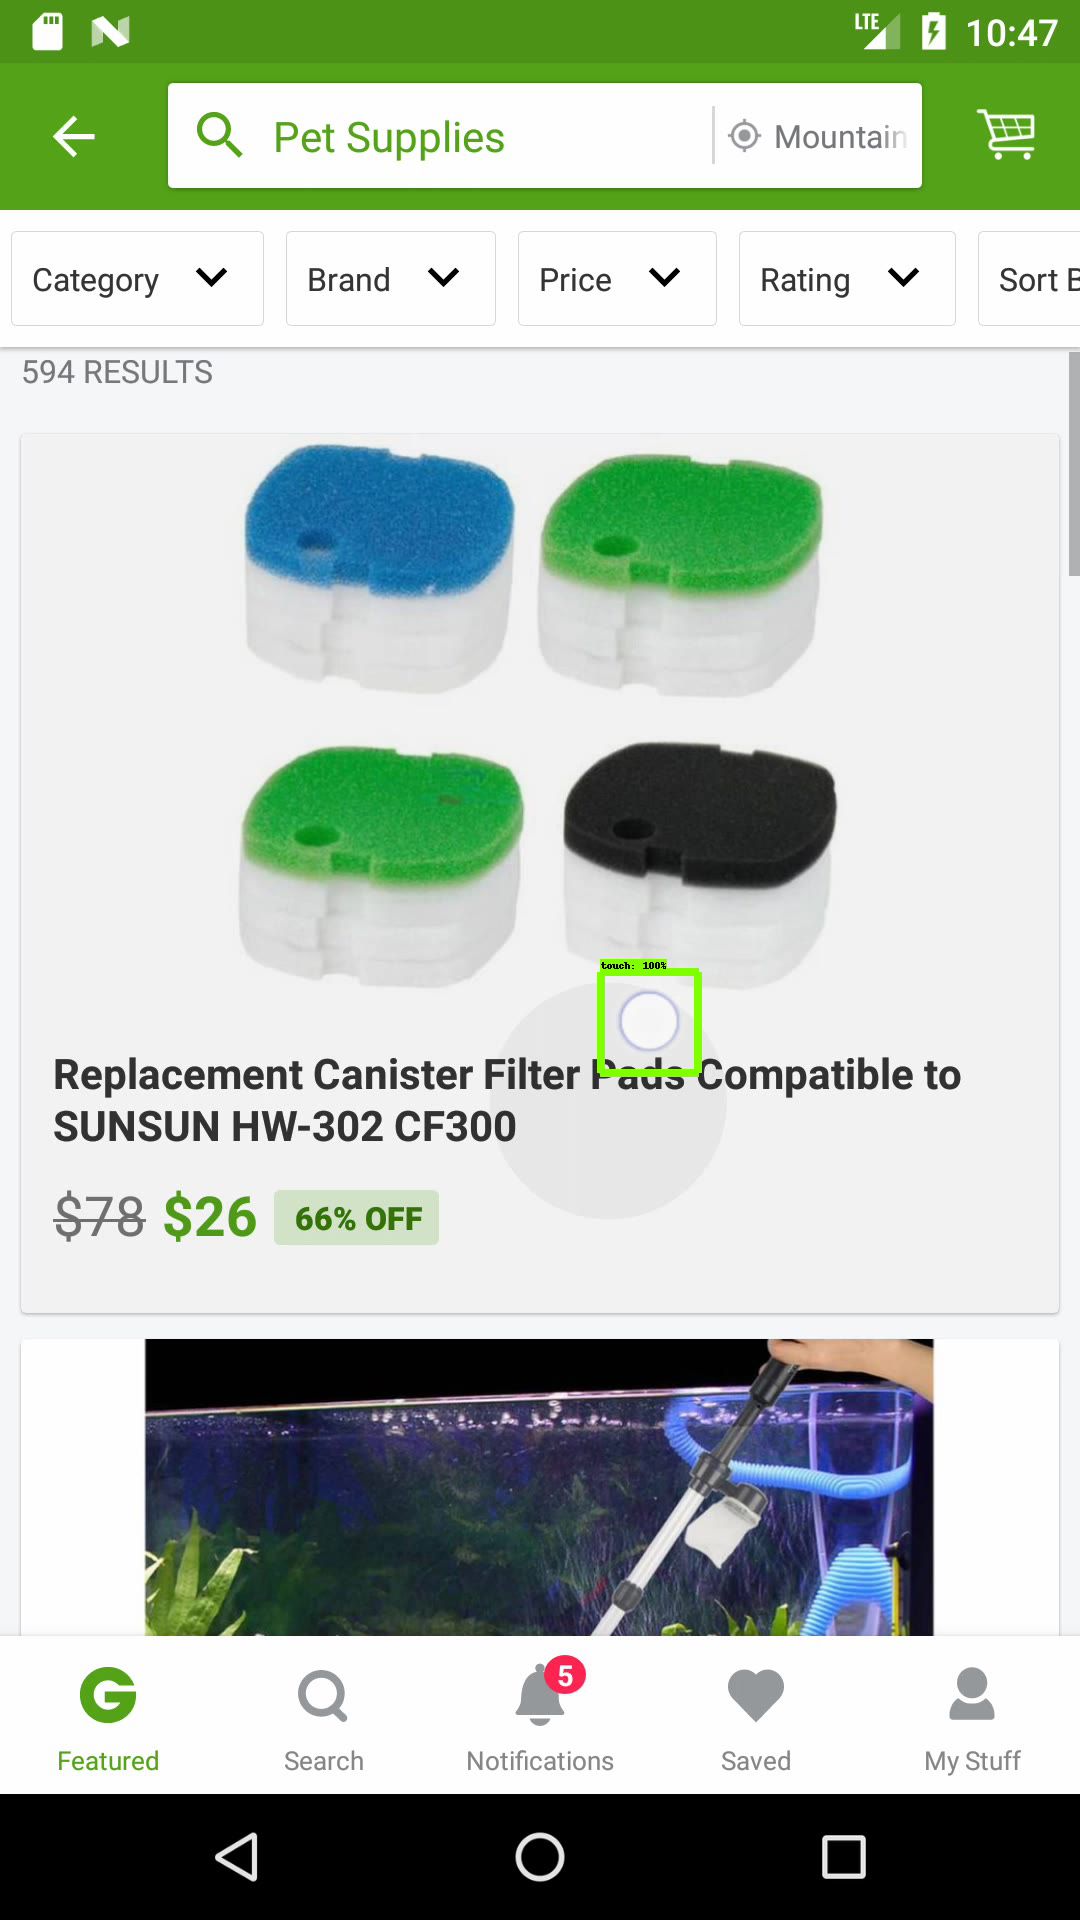 LTE 10:47
Pet Supplies
Mountain
Category
Brand
Price
Rating
Sort B
594 RESULTS
touch: 100%
Replacement Canister Filter Pads Compatible to
SUNSUN HW-302 CF300
$78 $26 66% OFF
5
Featured
Search
Notifications
Saved
My Stuff